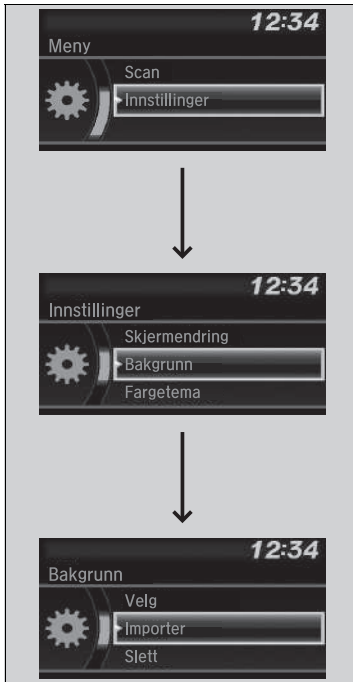 12:34
Meny
Scan
Innstillinger
12:34
Innstillinger
Skjermendring
Bakgrunn
Fargetema
12:34
Bakgrunn
Velg
Importer
Slett